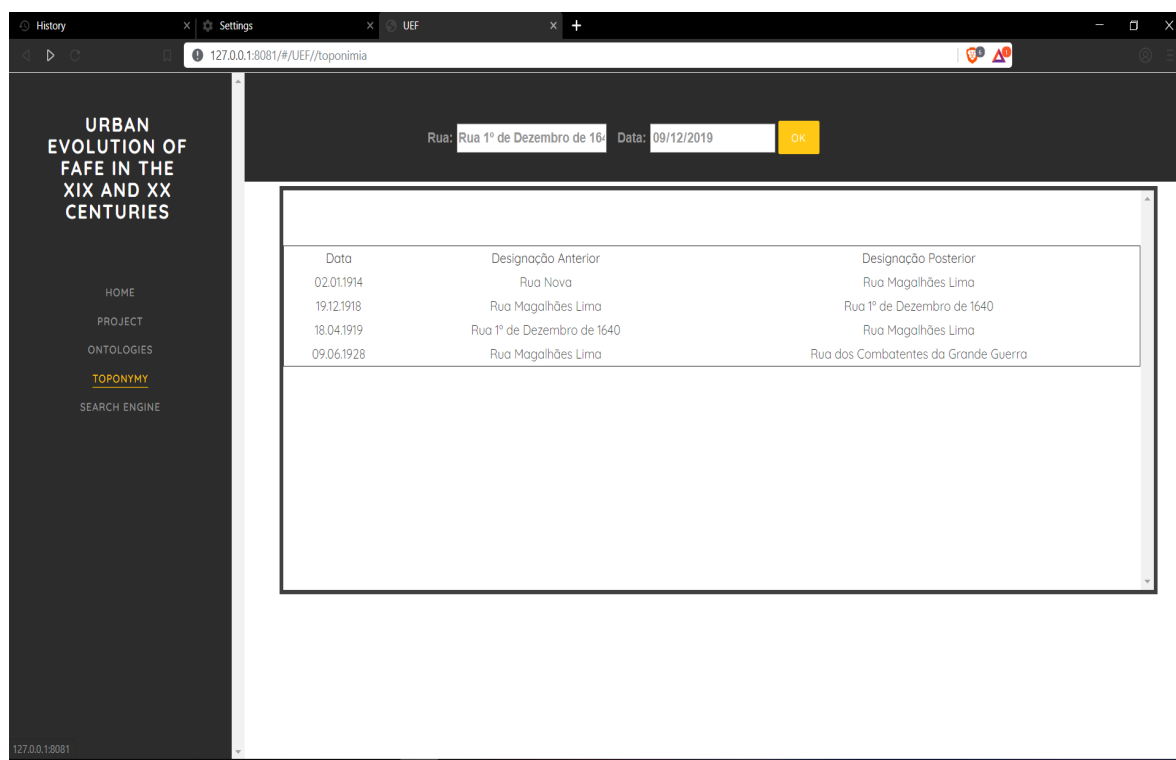 History
Settings
UEF
127.0.0.1:8081/#/UEF//toponimia
URBAN
EVOLUTION OF
FAFE IN THE
XIX AND XX
CENTURIES
HOME
PROJECT
ONTOLOGIES
TOPONYMY
SEARCH ENGINE
Rua: Rua 1º de Dezembro de 164 Data: 09/12/2019 OK
Data Designação Anterior Designação Posterior
02.01.1914 Rua Nova Rua Magalhães Lima
19.12.1918 Rua Magalhães Lima Rua 1º de Dezembro de 1640
18.04.1919 Rua 1º de Dezembro de 1640 Rua Magalhães Lima
09.06.1928 Rua Magalhães Lima Rua dos Combatentes da Grande Guerra
127.0.0.1:8081